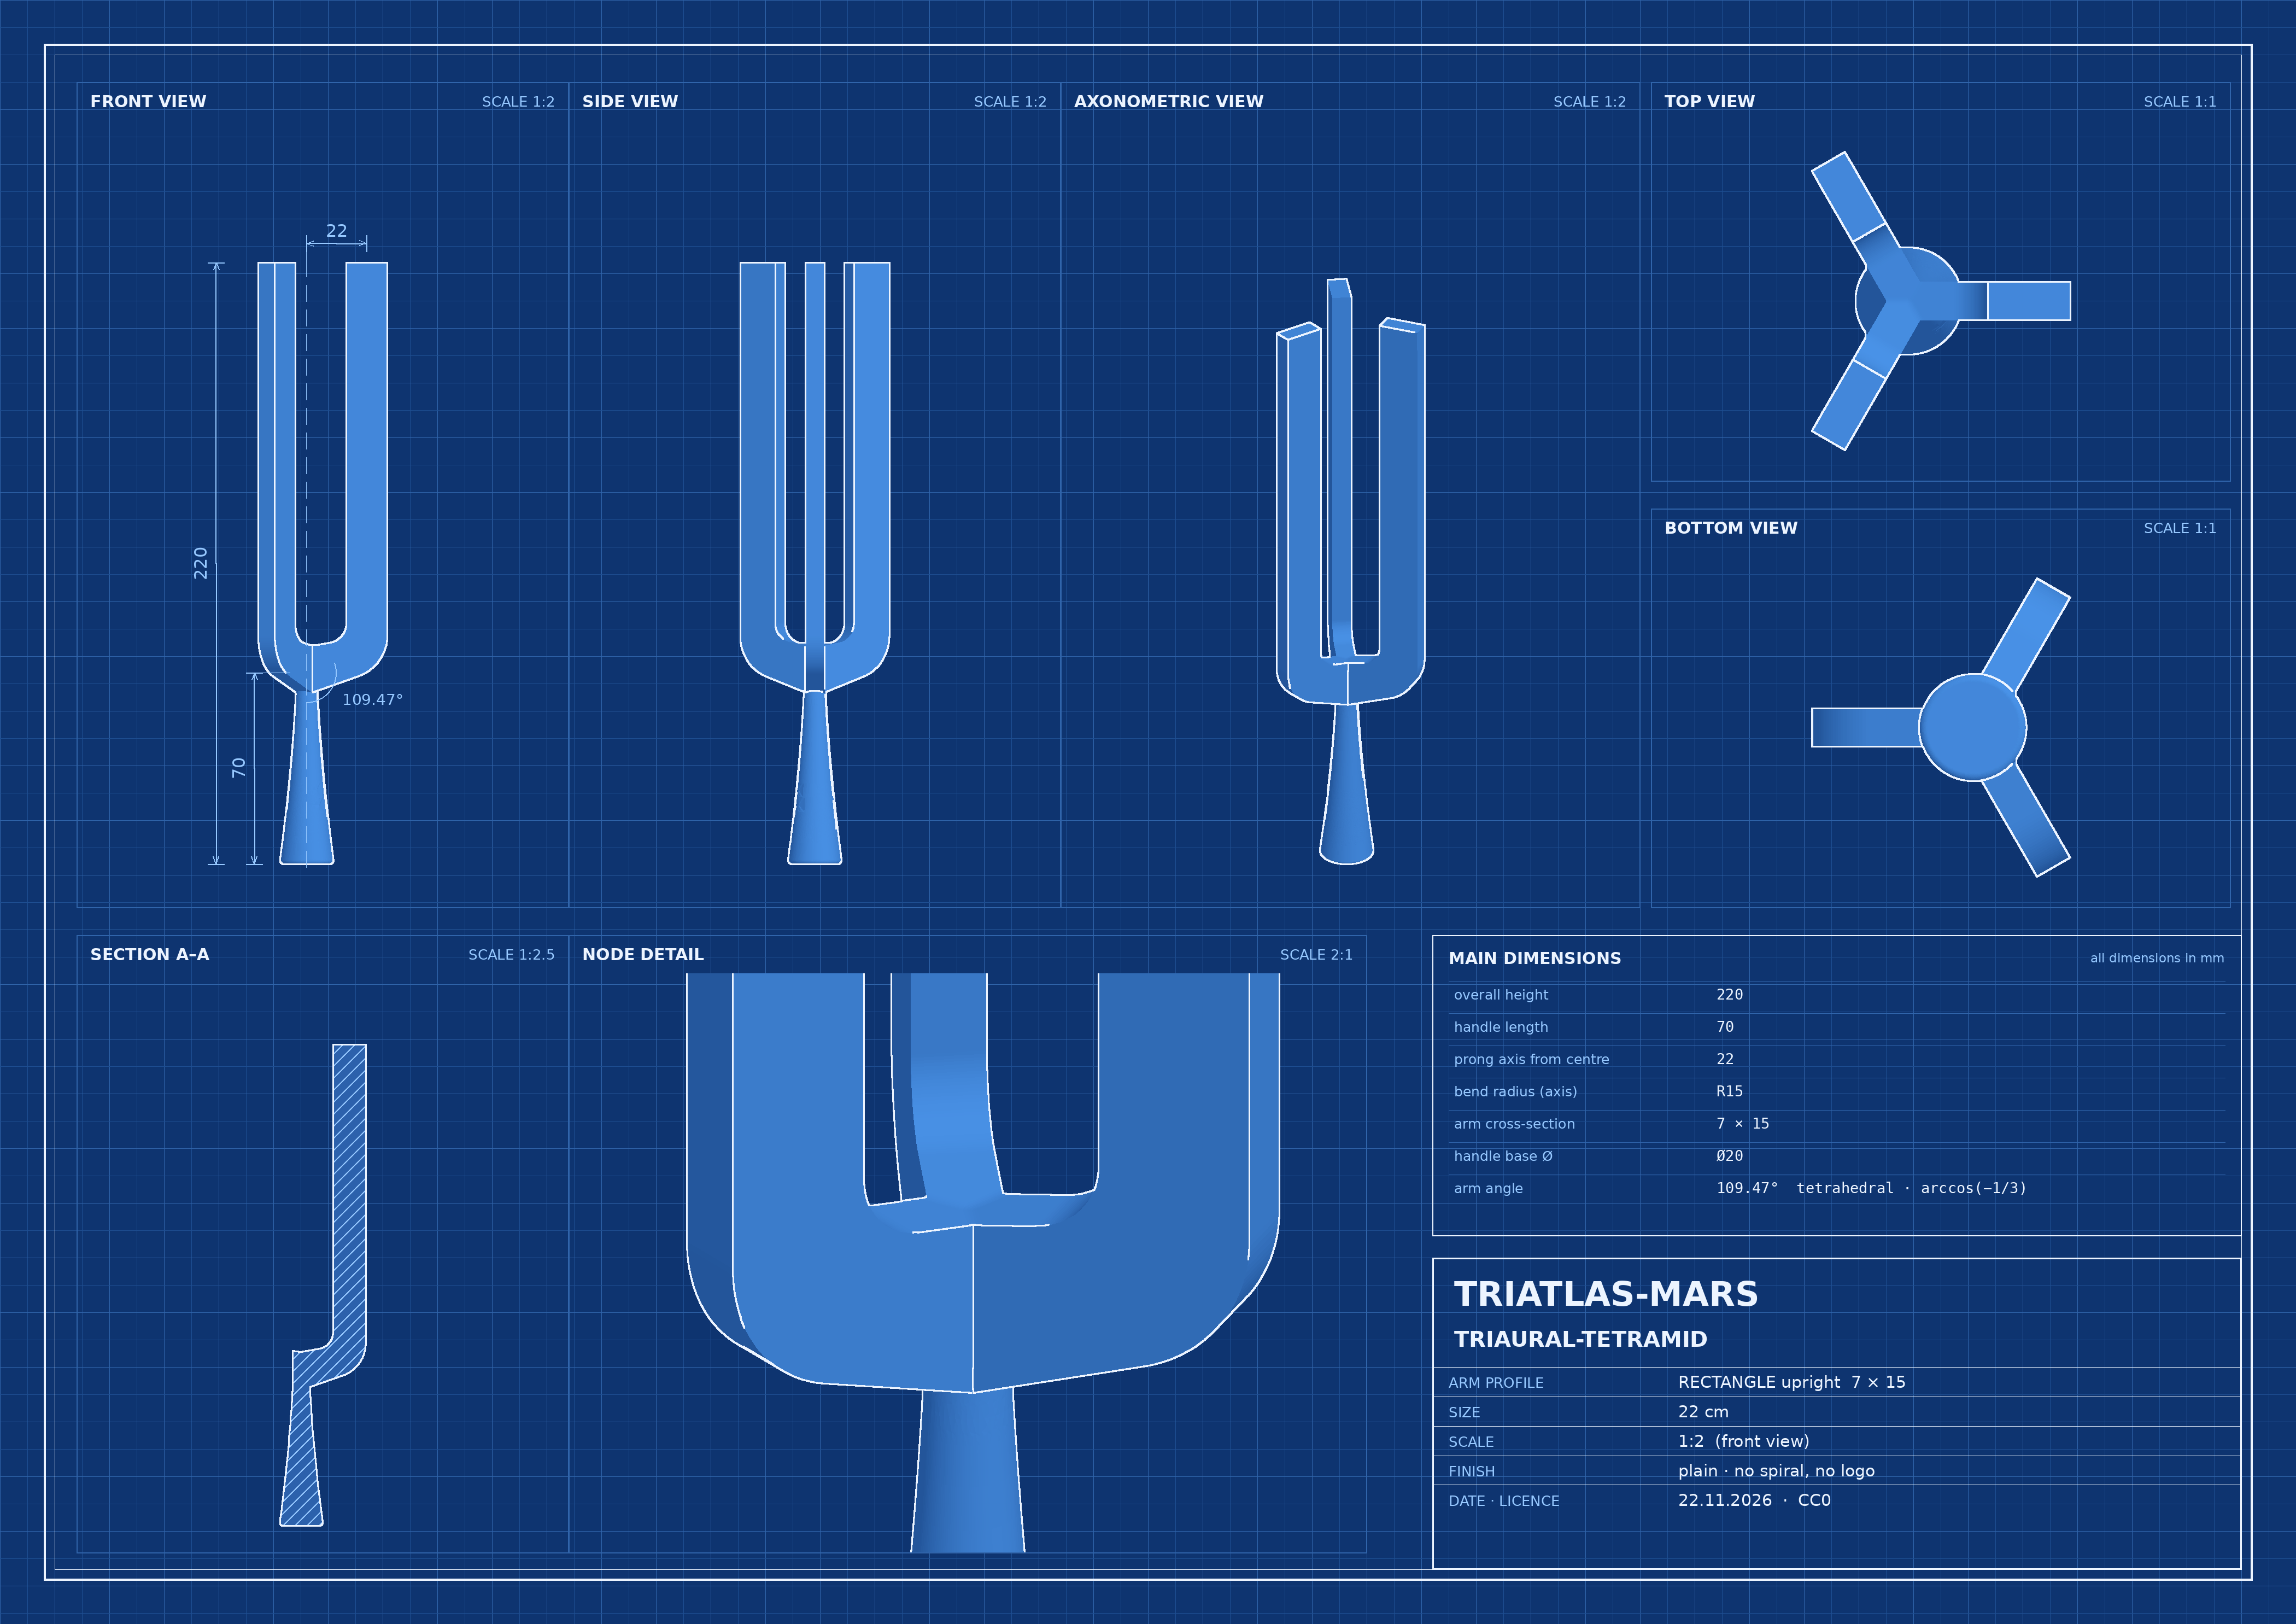 FRONT VIEW SCALE 1:2
SIDE VIEW SCALE 1:2
AXONOMETRIC VIEW SCALE 1:2
TOP VIEW SCALE 1:1
22
220
109.47°
70
BOTTOM VIEW SCALE 1:1
SECTION A–A SCALE 1:2.5
NODE DETAIL SCALE 2:1
MAIN DIMENSIONS all dimensions in mm
overall height 220
handle length 70
prong axis from centre 22
bend radius (axis) R15
arm cross-section 7 × 15
handle base Ø Ø20
arm angle 109.47° tetrahedral · arccos(−1/3)
TRIATLAS-MARS
TRIAURAL-TETRAMID
ARM PROFILE RECTANGLE upright 7 × 15
SIZE 22 cm
SCALE 1:2 (front view)
FINISH plain · no spiral, no logo
DATE · LICENCE 22.11.2026 · CC0